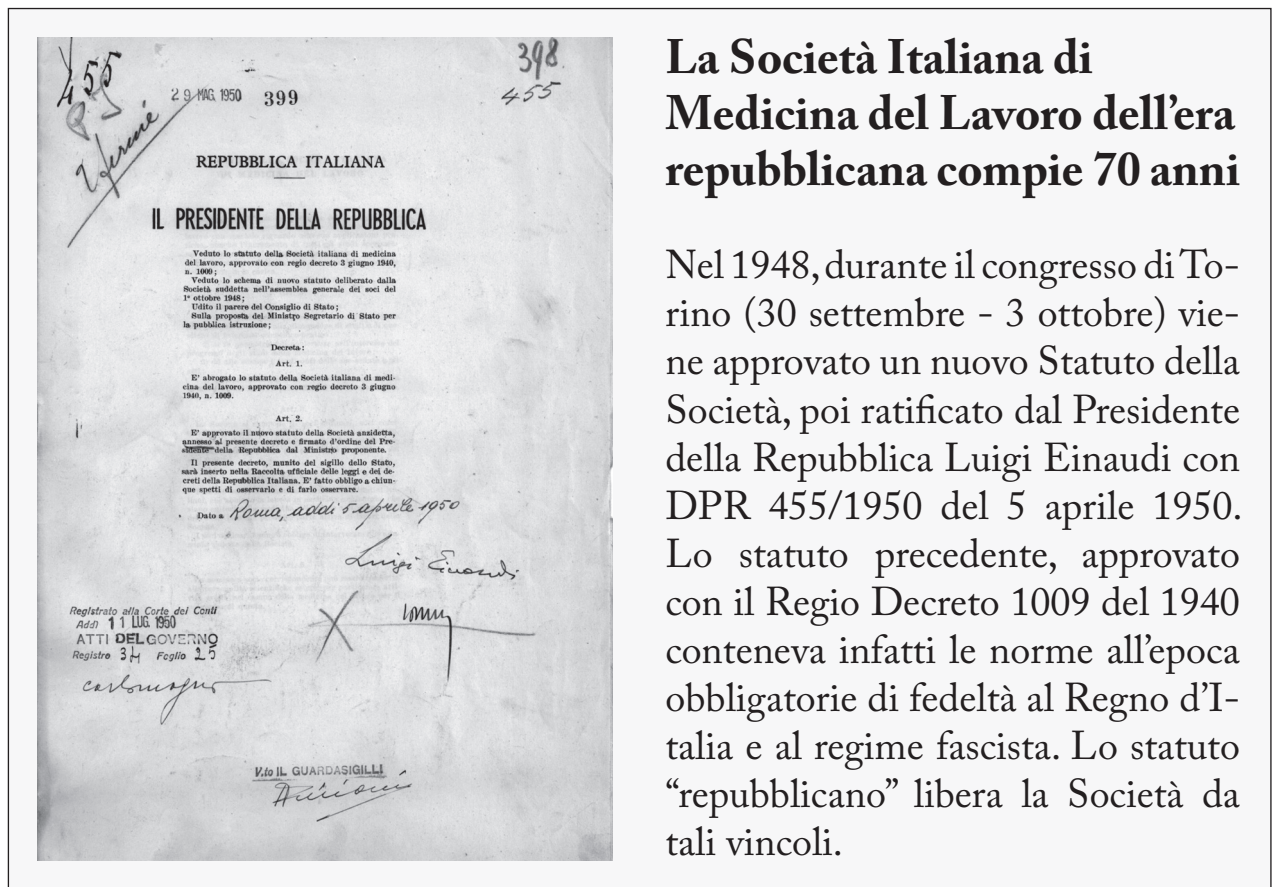 455
398
455
29 MAG. 1950 399
REPUBBLICA ITALIANA
IL PRESIDENTE DELLA REPUBBLICA
Veduto lo statuto della Società italiana di medicina
del lavoro, approvato con regio decreto 3 giugno 1940,
n. 1009;
Veduto lo schema di nuovo statuto deliberato dalla
Società suddetta nell'assemblea generale dei soci del
1° ottobre 1948;
Udito il parere del Consiglio di Stato;
Sulla proposta del Ministro Segretario di Stato per
la pubblica istruzione;
Decreta:
Art. 1.
E' abrogato lo statuto della Società italiana di medi-
cina del lavoro, approvato con regio decreto 3 giugno
1940, n. 1009.
Art. 2.
E' approvato il nuovo statuto della Società anzidetta,
annesso al presente decreto e firmato d'ordine del Pre-
sidente della Repubblica dal Ministro proponente.
Il presente decreto, munito del sigillo dello Stato,
sarà inserto nella Raccolta ufficiale delle leggi e dei de-
creti della Repubblica Italiana. E' fatto obbligo a chiun-
que spetti di osservarlo e di farlo osservare.
Dato a Roma, addi 5 aprile 1950
Luigi Einaudi
Registrato alla Corte dei Conti
Addì 11 LUG. 1950
ATTI DEL GOVERNO
Registro 34 Foglio 25
V.to IL GUARDASIGILLI
La Società Italiana di
Medicina del Lavoro dell'era
repubblicana compie 70 anni
Nel 1948, durante il congresso di To-
rino (30 settembre - 3 ottobre) vie-
ne approvato un nuovo Statuto della
Società, poi ratificato dal Presidente
della Repubblica Luigi Einaudi con
DPR 455/1950 del 5 aprile 1950.
Lo statuto precedente, approvato
con il Regio Decreto 1009 del 1940
conteneva infatti le norme all'epoca
obbligatorie di fedeltà al Regno d'I-
talia e al regime fascista. Lo statuto
“repubblicano” libera la Società da
tali vincoli.